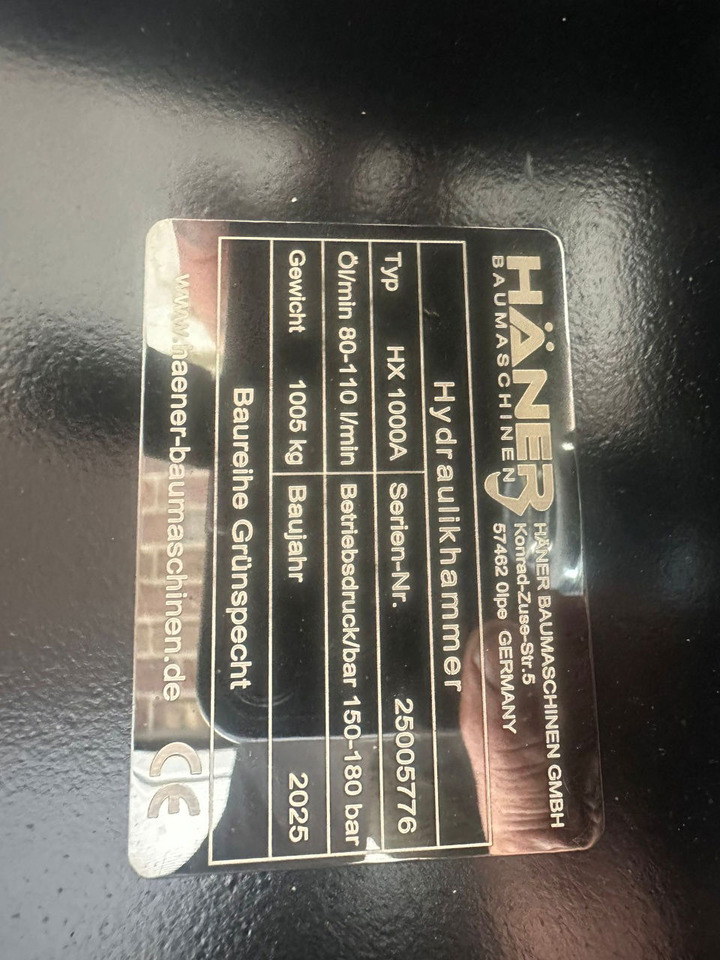 HÄNER
BAUMASCHINEN
HÄNER BAUMASCHINEN GMBH
Konrad-Zuse-Str.5
57462 Olpe GERMANY
Hydraulikhammer
Typ HX 1000A Serien-Nr. 25005776
Öl/min 80-110 l/min Betriebsdruck/bar 150-180 bar
Gewicht 1005 kg Baujahr 2025
Baureihe Grünspecht
www.haener-baumaschinen.de CE